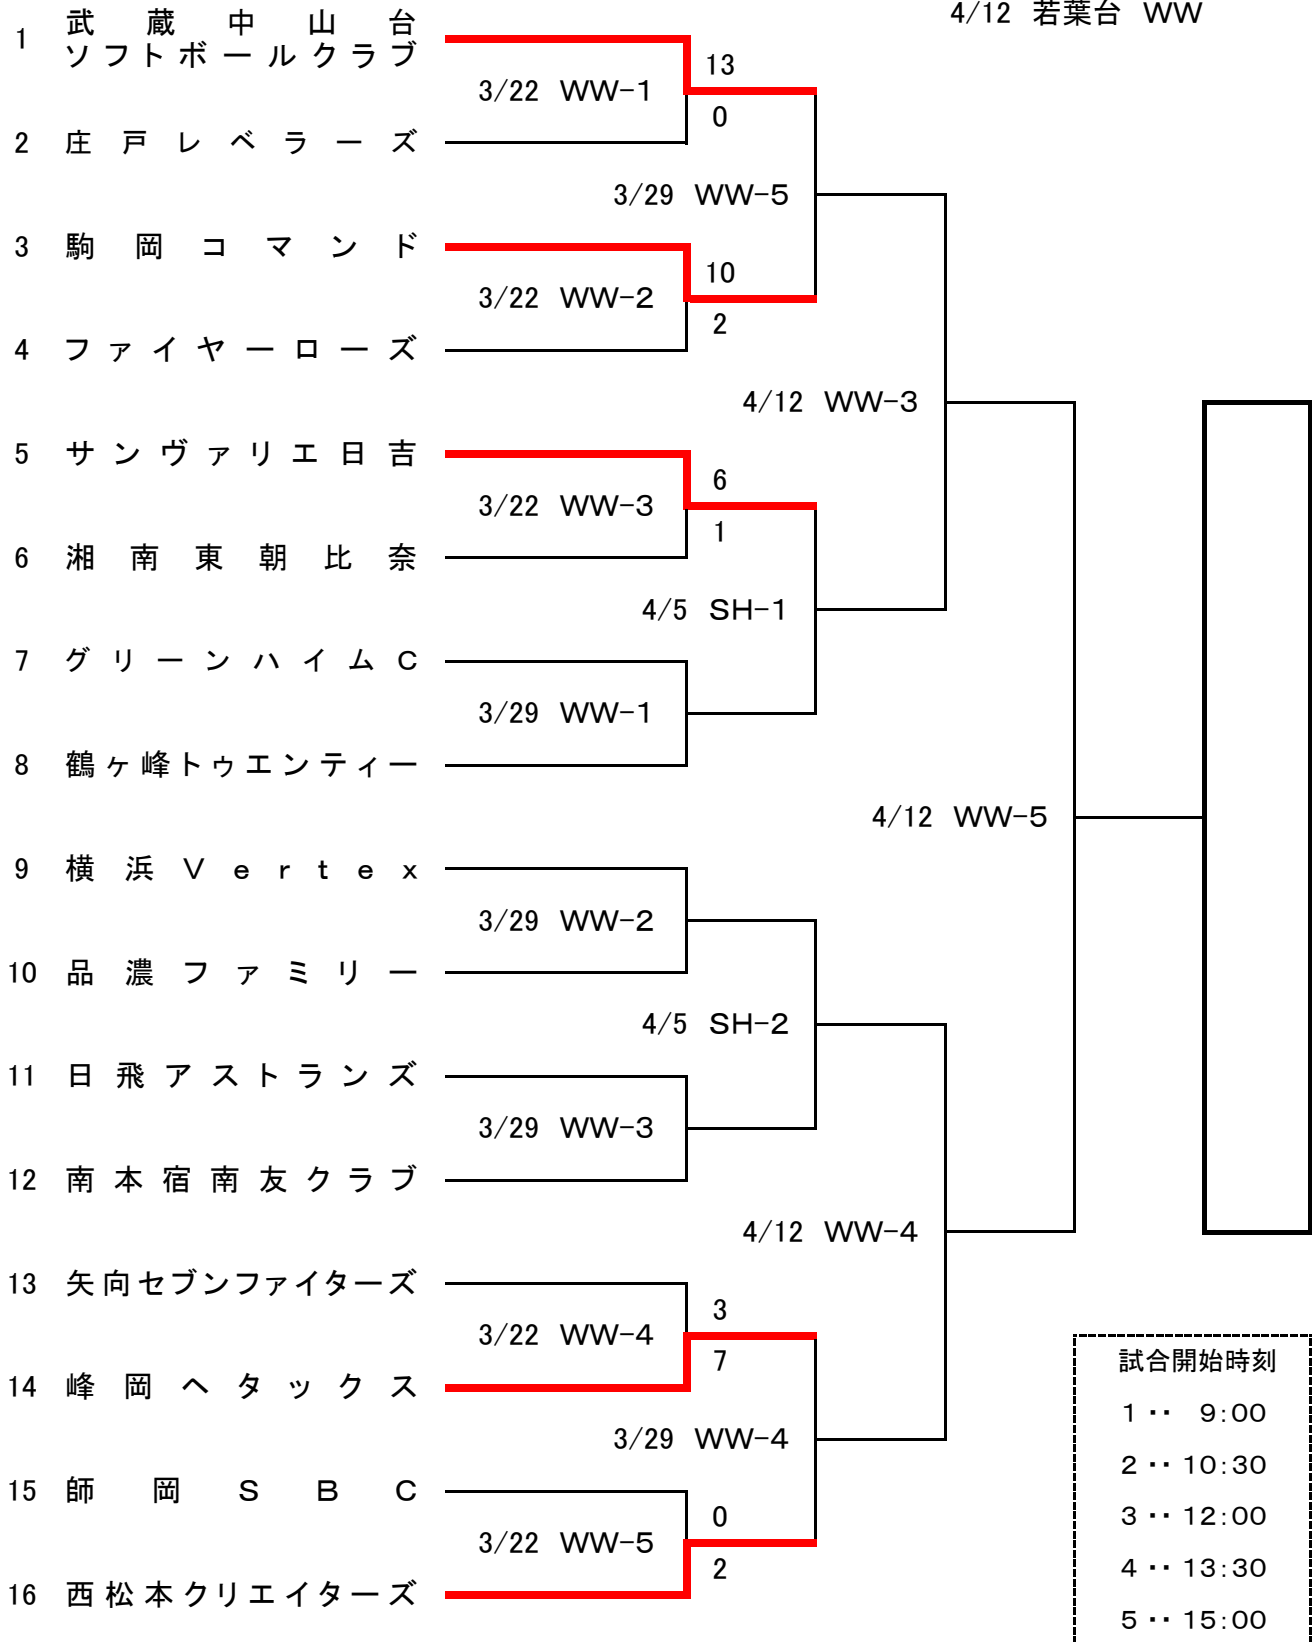 4/12 若葉台 WW
1 武蔵中山台
ソフトボールクラブ
13
3/22 WW-1
0
2 庄戸レベラーズ
3/29 WW-5
3 駒岡コマンド
10
3/22 WW-2
2
4 ファイヤーローズ
4/12 WW-3
5 サンヴァリエ日吉
6
3/22 WW-3
1
6 湘南東朝比奈
4/5 SH-1
7 グリーンハイムC
3/29 WW-1
8 鶴ヶ峰トゥエンティー
4/12 WW-5
9 横浜Vertex
3/29 WW-2
10 品濃ファミリー
4/5 SH-2
11 日飛アストランズ
3/29 WW-3
12 南本宿南友クラブ
4/12 WW-4
13 矢向セブンファイターズ
3
3/22 WW-4
7
14 峰岡ヘタックス
3/29 WW-4
15 師岡SBC
0
3/22 WW-5
2
16 西松本クリエイターズ
試合開始時刻
1 ‥ 9:00
2 ‥ 10:30
3 ‥ 12:00
4 ‥ 13:30
5 ‥ 15:00